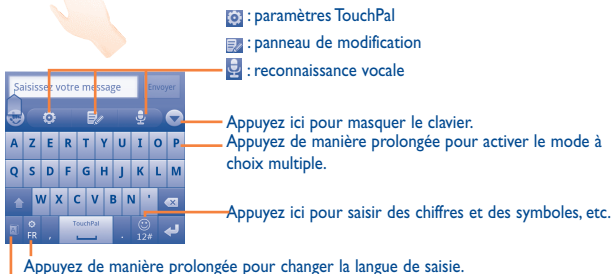 : paramètres TouchPal
: panneau de modification
: reconnaissance vocale
Saisissez votre message
Envoyer
Appuyez ici pour masquer le clavier.
A Z E R T Y U I O P
Appuyez de manière prolongée pour activer le mode à
choix multiple.
Q S D F G H J K L M
W X C V B N '
Appuyez ici pour saisir des chiffres et des symboles, etc.
FR , TouchPal . 12#
Appuyez de manière prolongée pour changer la langue de saisie.